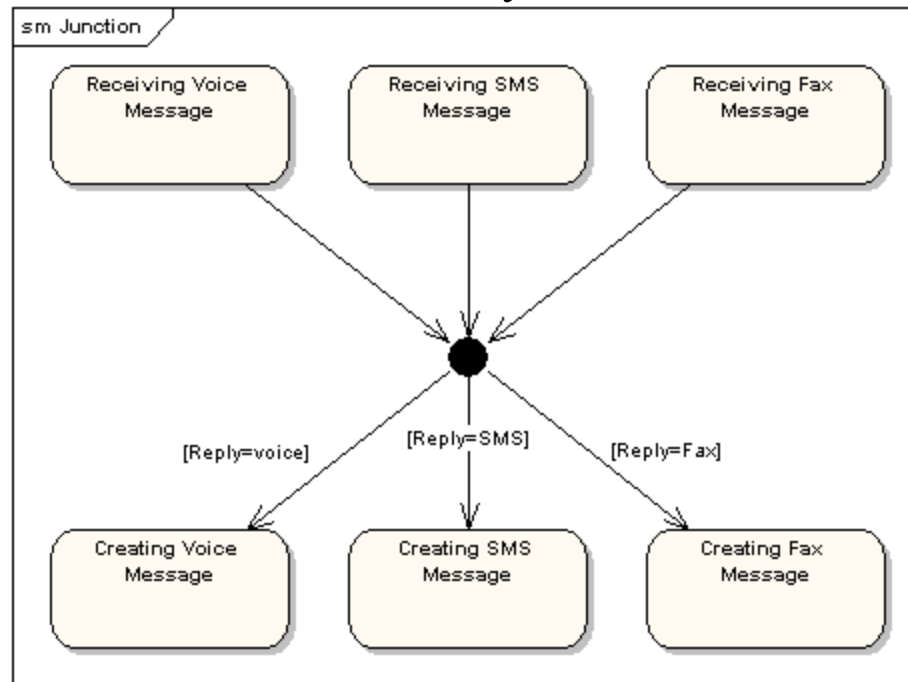 sm Junction
Receiving Voice
Message
Receiving SMS
Message
Receiving Fax
Message
[Reply=voice]
[Reply=SMS]
[Reply=Fax]
Creating Voice
Message
Creating SMS
Message
Creating Fax
Message